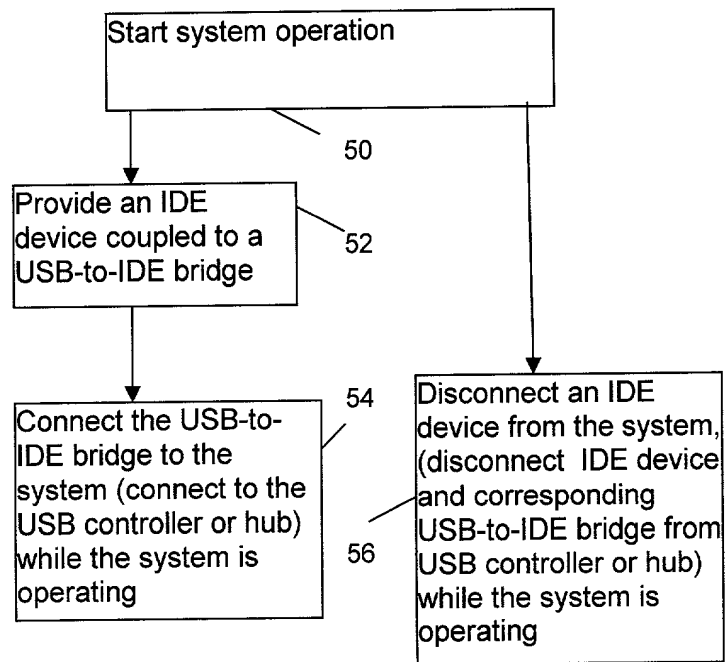 Start system operation
50
Provide an IDE
device coupled to a
USB-to-IDE bridge
52
Connect the USB-to-
IDE bridge to the
system (connect to the
USB controller or hub)
while the system is
operating
54
Disconnect an IDE
device from the system,
(disconnect IDE device
and corresponding
USB-to-IDE bridge from
USB controller or hub)
while the system is
operating
56